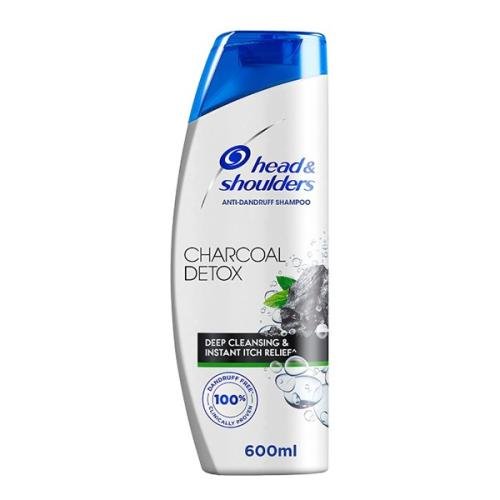 head &
shoulders
ANTI-DANDRUFF SHAMPOO
CHARCOAL
DETOX
DEEP CLEANSING &
INSTANT ITCH RELIEF^
DANDRUFF FREE*
100%
CLINICALLY PROVEN
600ml